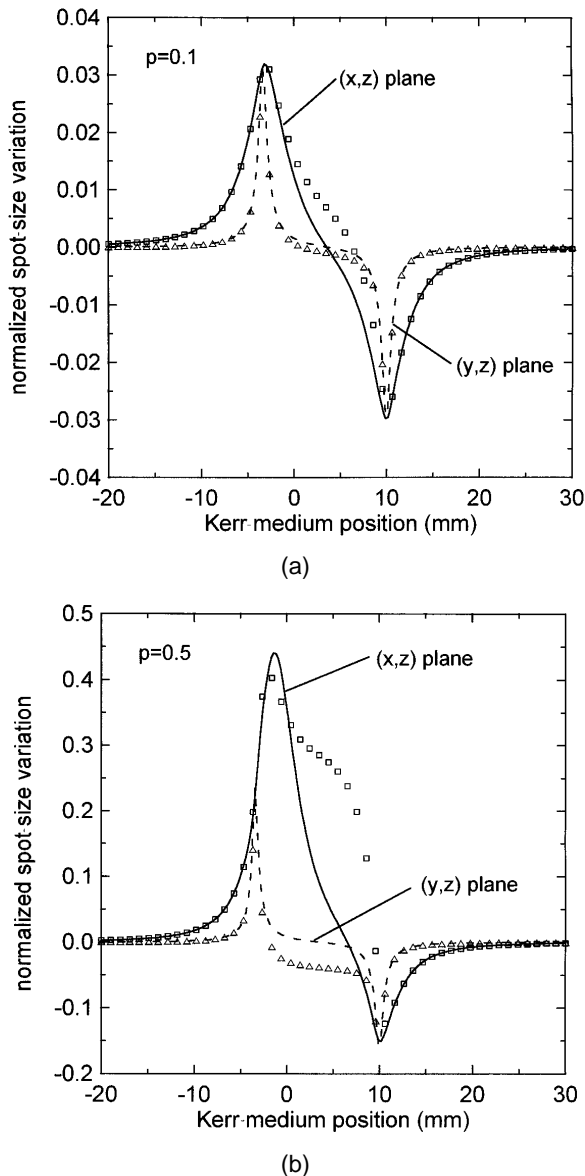 0.04
p=0.1
(x,z) plane
0.03
0.02
0.01
0.00
-0.01
-0.02
(y,z) plane
-0.03
-0.04
-20 -10 0 10 20 30
normalized spot-size variation
Kerr-medium position (mm)
(a)
0.5
p=0.5
(x,z) plane
0.4
0.3
0.2
0.1
(y,z) plane
0.0
-0.1
-0.2
-20 -10 0 10 20 30
normalized spot-size variation
Kerr-medium position (mm)
(b)